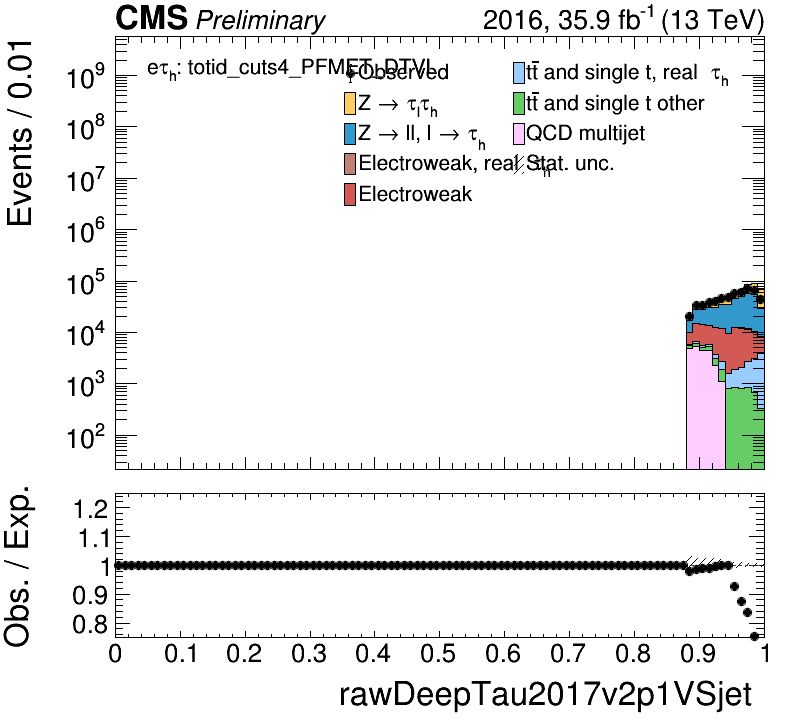 CMS Preliminary 2016, 35.9 fb⁻¹ (13 TeV)
Events / 0.01
eτₕ: totid_cuts4_PFMET_DTVL
Observed
Z → τₗτₕ
Z → ll, l → τₕ
Electroweak, real τₕ
Electroweak
tt̄ and single t, real τₕ
tt̄ and single t other
QCD multijet
Stat. unc.
10⁹
10⁸
10⁷
10⁶
10⁵
10⁴
10³
10²
Obs. / Exp.
1.2
1.1
1
0.9
0.8
0 0.1 0.2 0.3 0.4 0.5 0.6 0.7 0.8 0.9 1
rawDeepTau2017v2p1VSjet